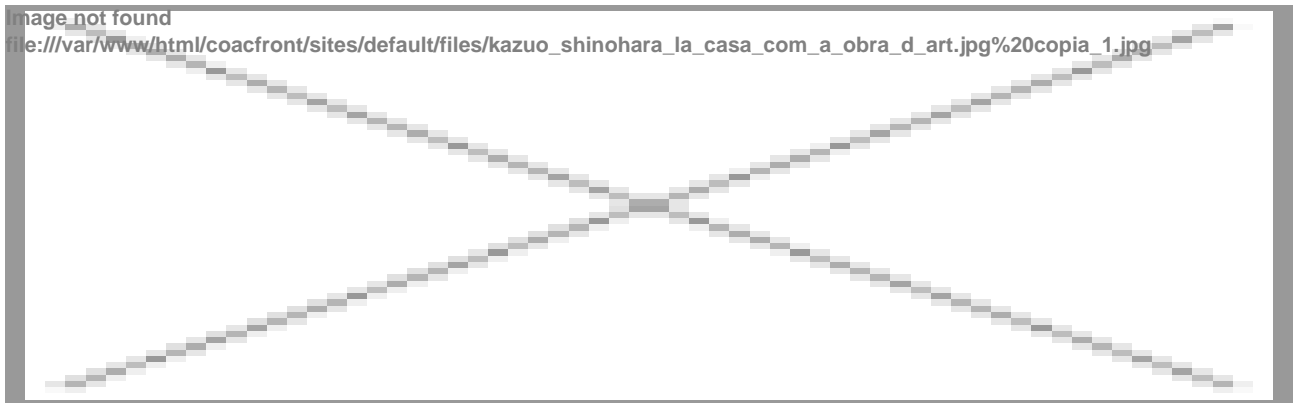 Image not found
file:///var/www/html/coacfront/sites/default/files/kazuo_shinohara_la_casa_com_a_obra_d_art.jpg%20copia_1.jpg